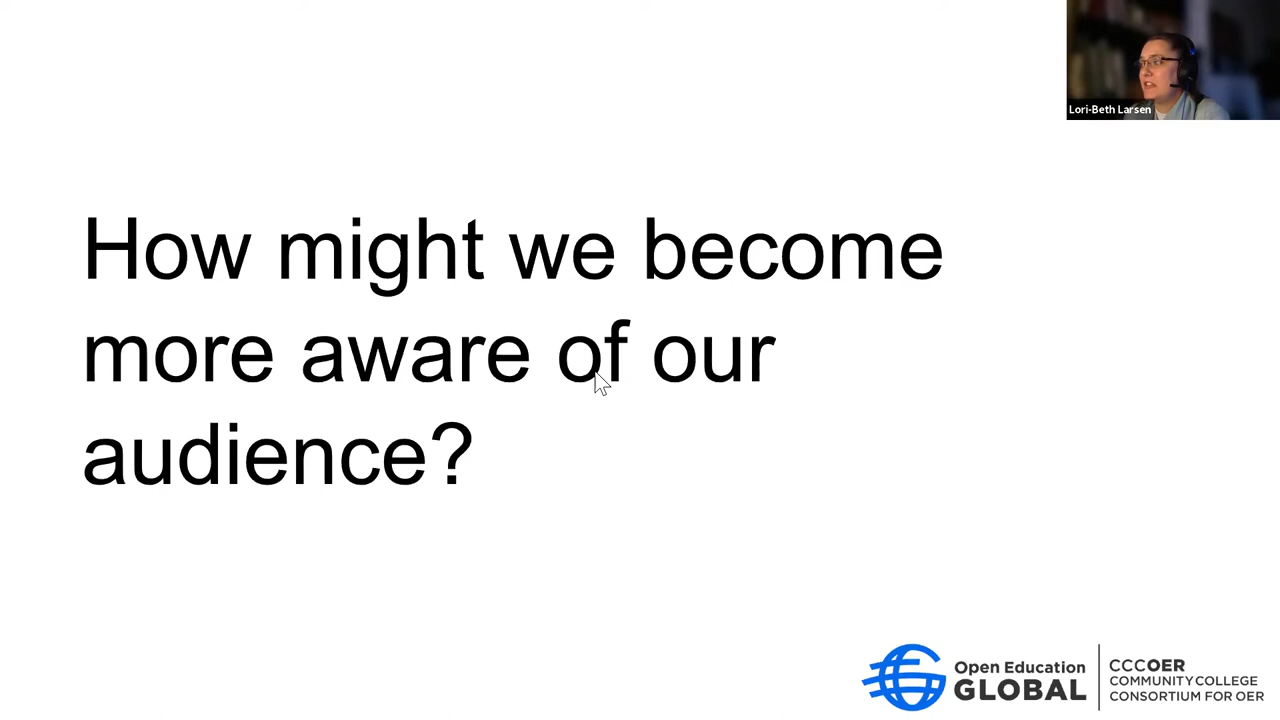 Lori-Beth Larsen
How might we become
more aware of our
audience?
Open Education
GLOBAL
CCCOER
COMMUNITY COLLEGE
CONSORTIUM FOR OER